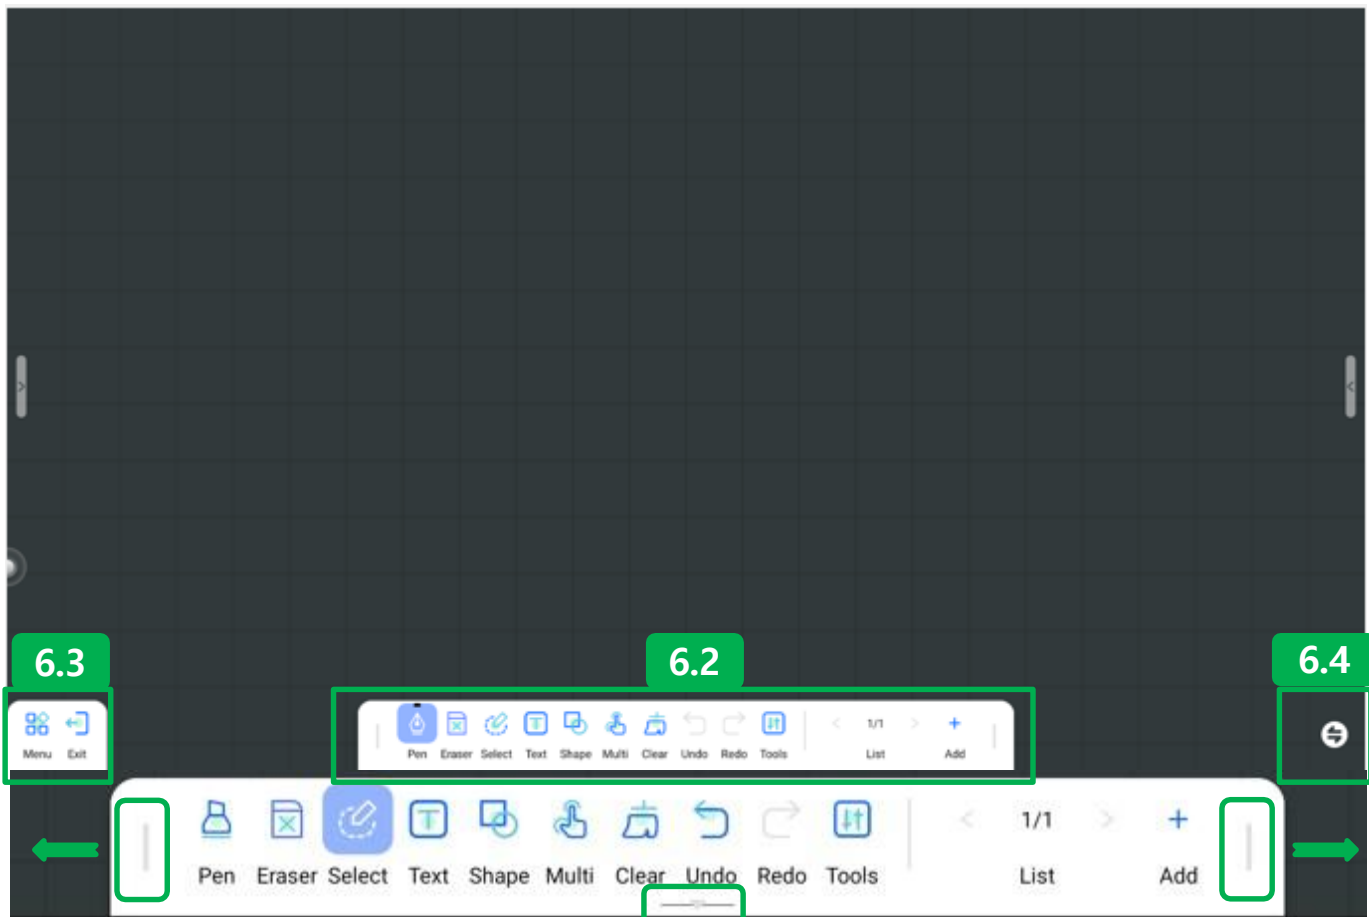 6.3
6.2
6.4
Menu Exit
Pen Eraser Select Text Shape Multi Clear Undo Redo Tools < 1/1 > +
List Add
Pen Eraser Select Text Shape Multi Clear Undo Redo Tools < 1/1 > +
List Add